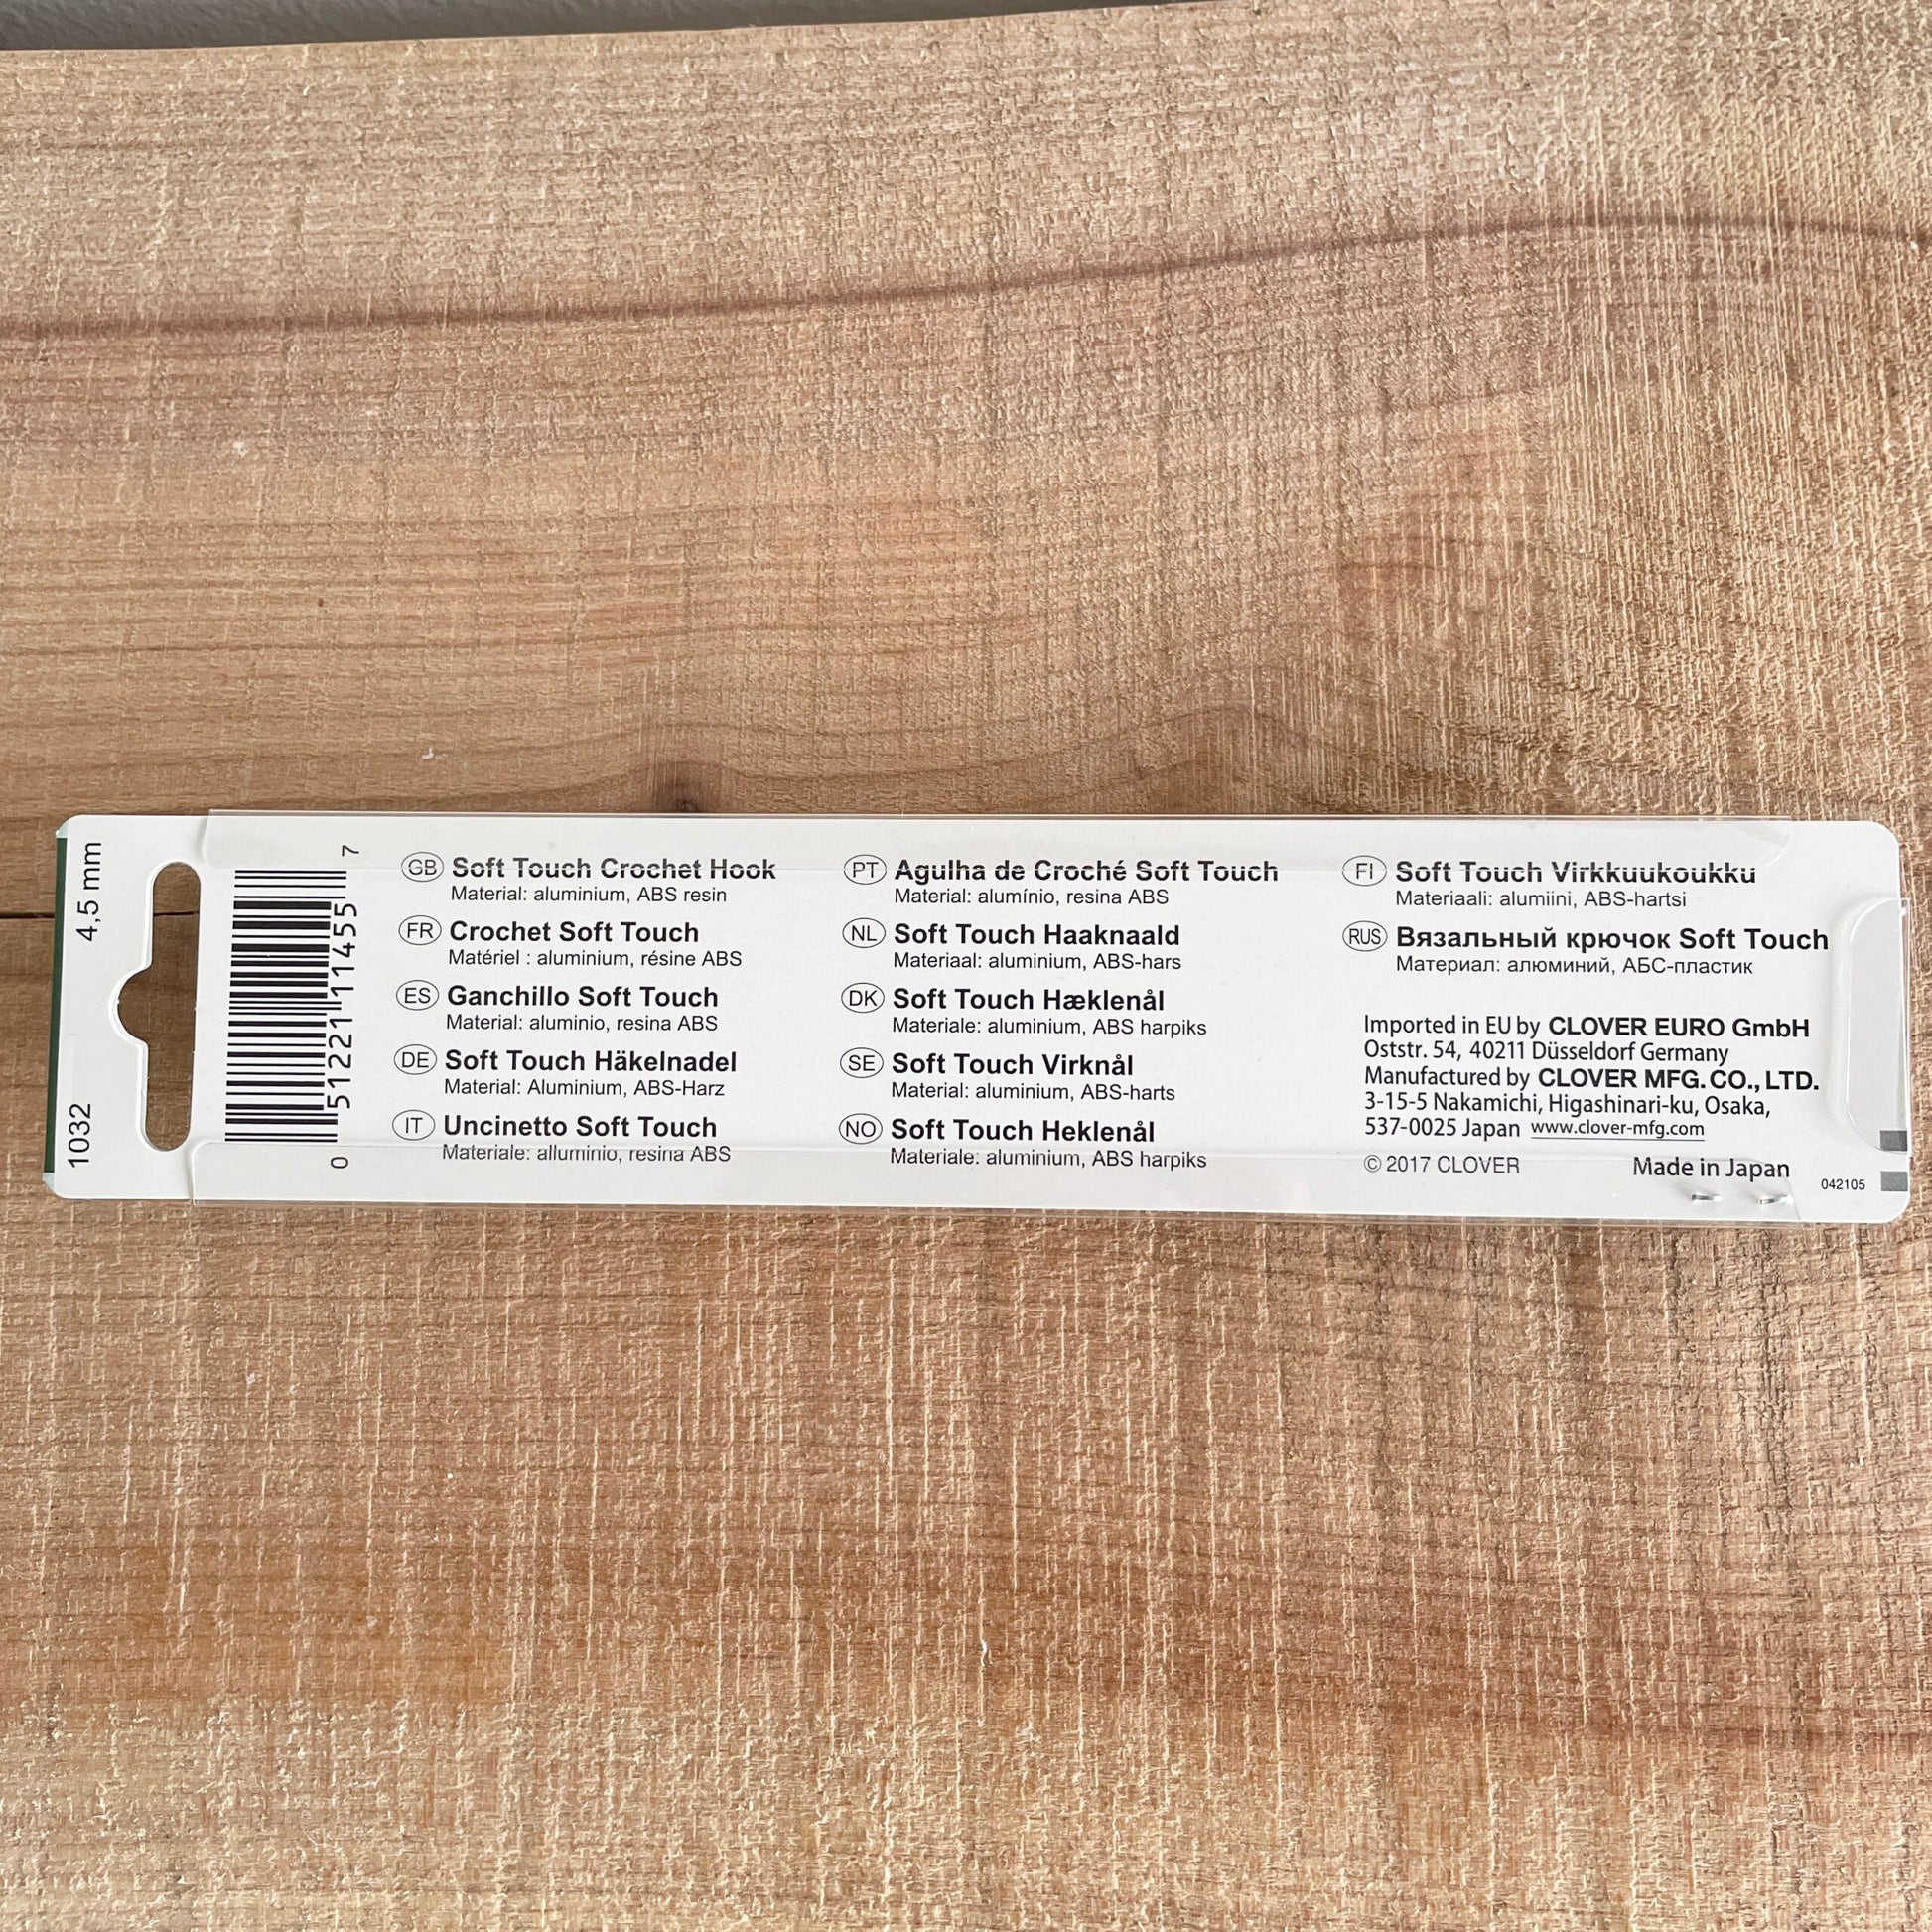 4,5 mm
1032
0 51221 11455 7
GB Soft Touch Crochet Hook
Material: aluminium, ABS resin
FR Crochet Soft Touch
Matériel : aluminium, résine ABS
ES Ganchillo Soft Touch
Material: aluminio, resina ABS
DE Soft Touch Häkelnadel
Material: Aluminium, ABS-Harz
IT Uncinetto Soft Touch
Materiale: alluminio, resina ABS
PT Agulha de Croché Soft Touch
Material: alumínio, resina ABS
NL Soft Touch Haaknaald
Materiaal: aluminium, ABS-hars
DK Soft Touch Hæklenål
Materiale: aluminium, ABS harpiks
SE Soft Touch Virknål
Material: aluminium, ABS-harts
NO Soft Touch Heklenål
Materiale: aluminium, ABS harpiks
FI Soft Touch Virkkuukoukku
Materiaali: alumiini, ABS-hartsi
RUS Вязальный крючок Soft Touch
Материал: алюминий, АБС-пластик
Imported in EU by CLOVER EURO GmbH
Oststr. 54, 40211 Düsseldorf Germany
Manufactured by CLOVER MFG. CO., LTD.
3-15-5 Nakamichi, Higashinari-ku, Osaka,
537-0025 Japan www.clover-mfg.com
© 2017 CLOVER Made in Japan
042105